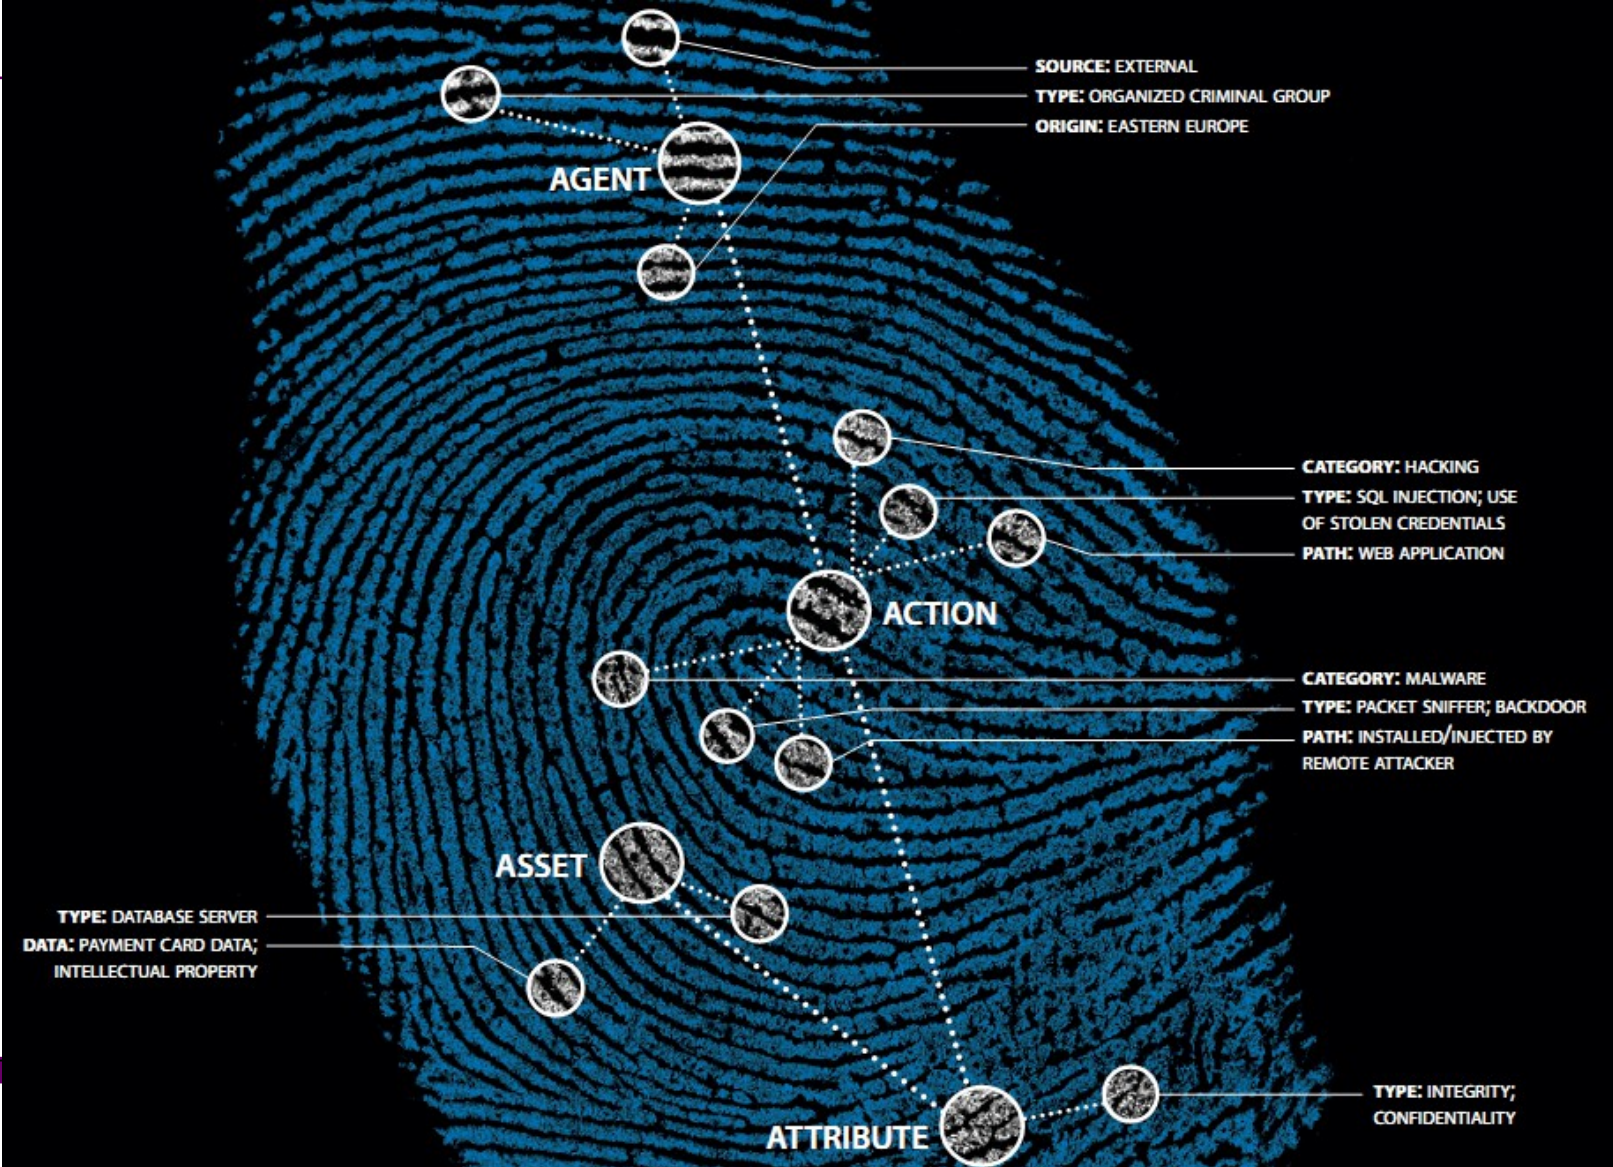 SOURCE: EXTERNAL
TYPE: ORGANIZED CRIMINAL GROUP
ORIGIN: EASTERN EUROPE
AGENT
CATEGORY: HACKING
TYPE: SQL INJECTION; USE
OF STOLEN CREDENTIALS
PATH: WEB APPLICATION
ACTION
CATEGORY: MALWARE
TYPE: PACKET SNIFFER; BACKDOOR
PATH: INSTALLED/INJECTED BY
REMOTE ATTACKER
ASSET
TYPE: DATABASE SERVER
DATA: PAYMENT CARD DATA;
INTELLECTUAL PROPERTY
TYPE: INTEGRITY;
CONFIDENTIALITY
ATTRIBUTE